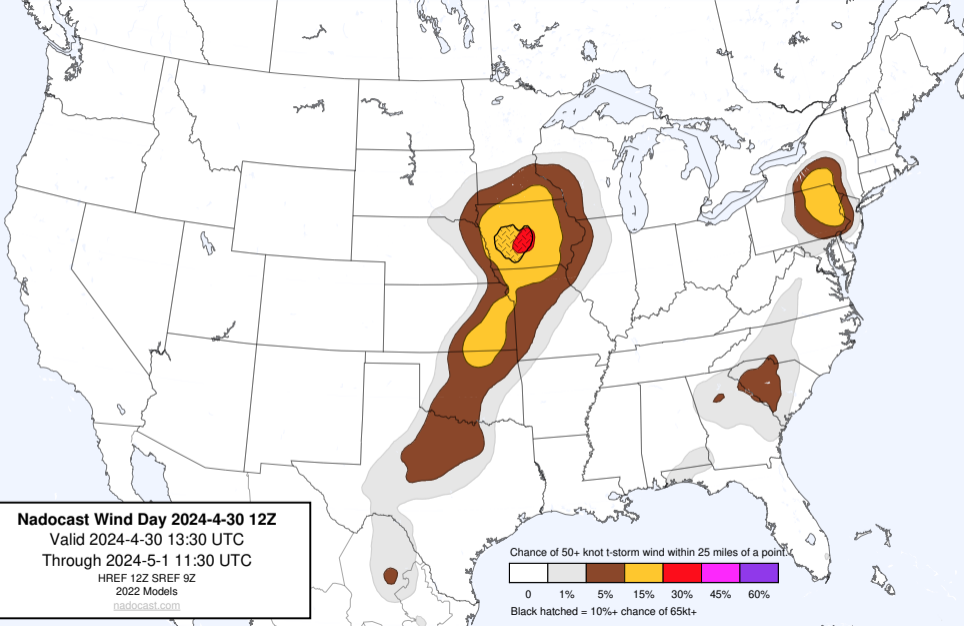 Nadocast Wind Day 2024-4-30 12Z
Valid 2024-4-30 13:30 UTC
Through 2024-5-1 11:30 UTC
HREF 12Z SREF 9Z
2022 Models
nadocast.com
Chance of 50+ knot t-storm wind within 25 miles of a point.
0 1% 5% 15% 30% 45% 60%
Black hatched = 10%+ chance of 65kt+